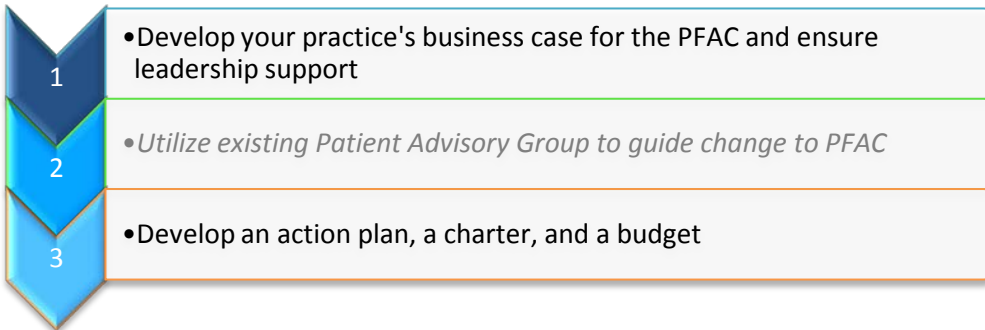 1
•Develop your practice's business case for the PFAC and ensure
leadership support
2
•Utilize existing Patient Advisory Group to guide change to PFAC
3
•Develop an action plan, a charter, and a budget